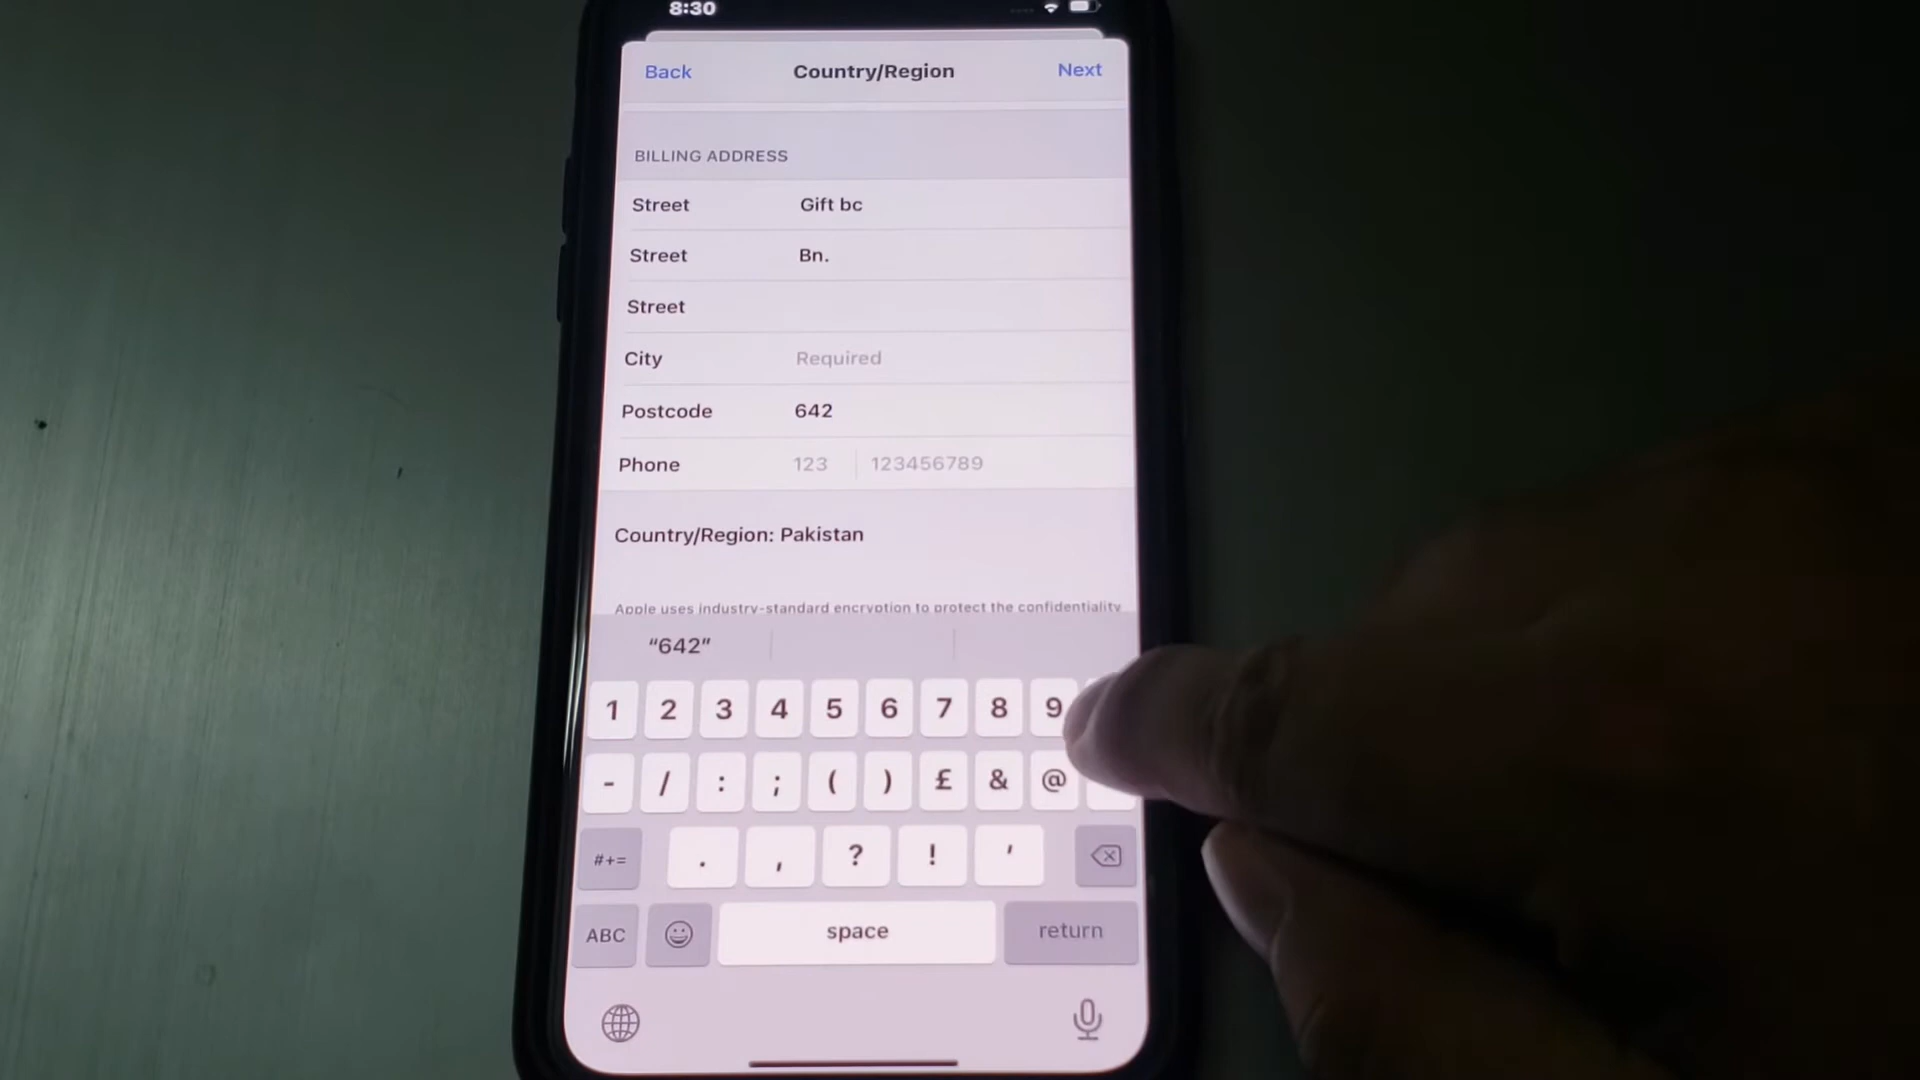 8:30
Back Country/Region Next
BILLING ADDRESS
Street Gift bc
Street Bn.
Street
City Required
Postcode 642
Phone 123 123456789
Country/Region: Pakistan
Apple uses industry-standard encryption to protect the confidentiality
“642”
1 2 3 4 5 6 7 8 9
- / : ; ( ) £ & @
#+= . , ? ! '
ABC space return